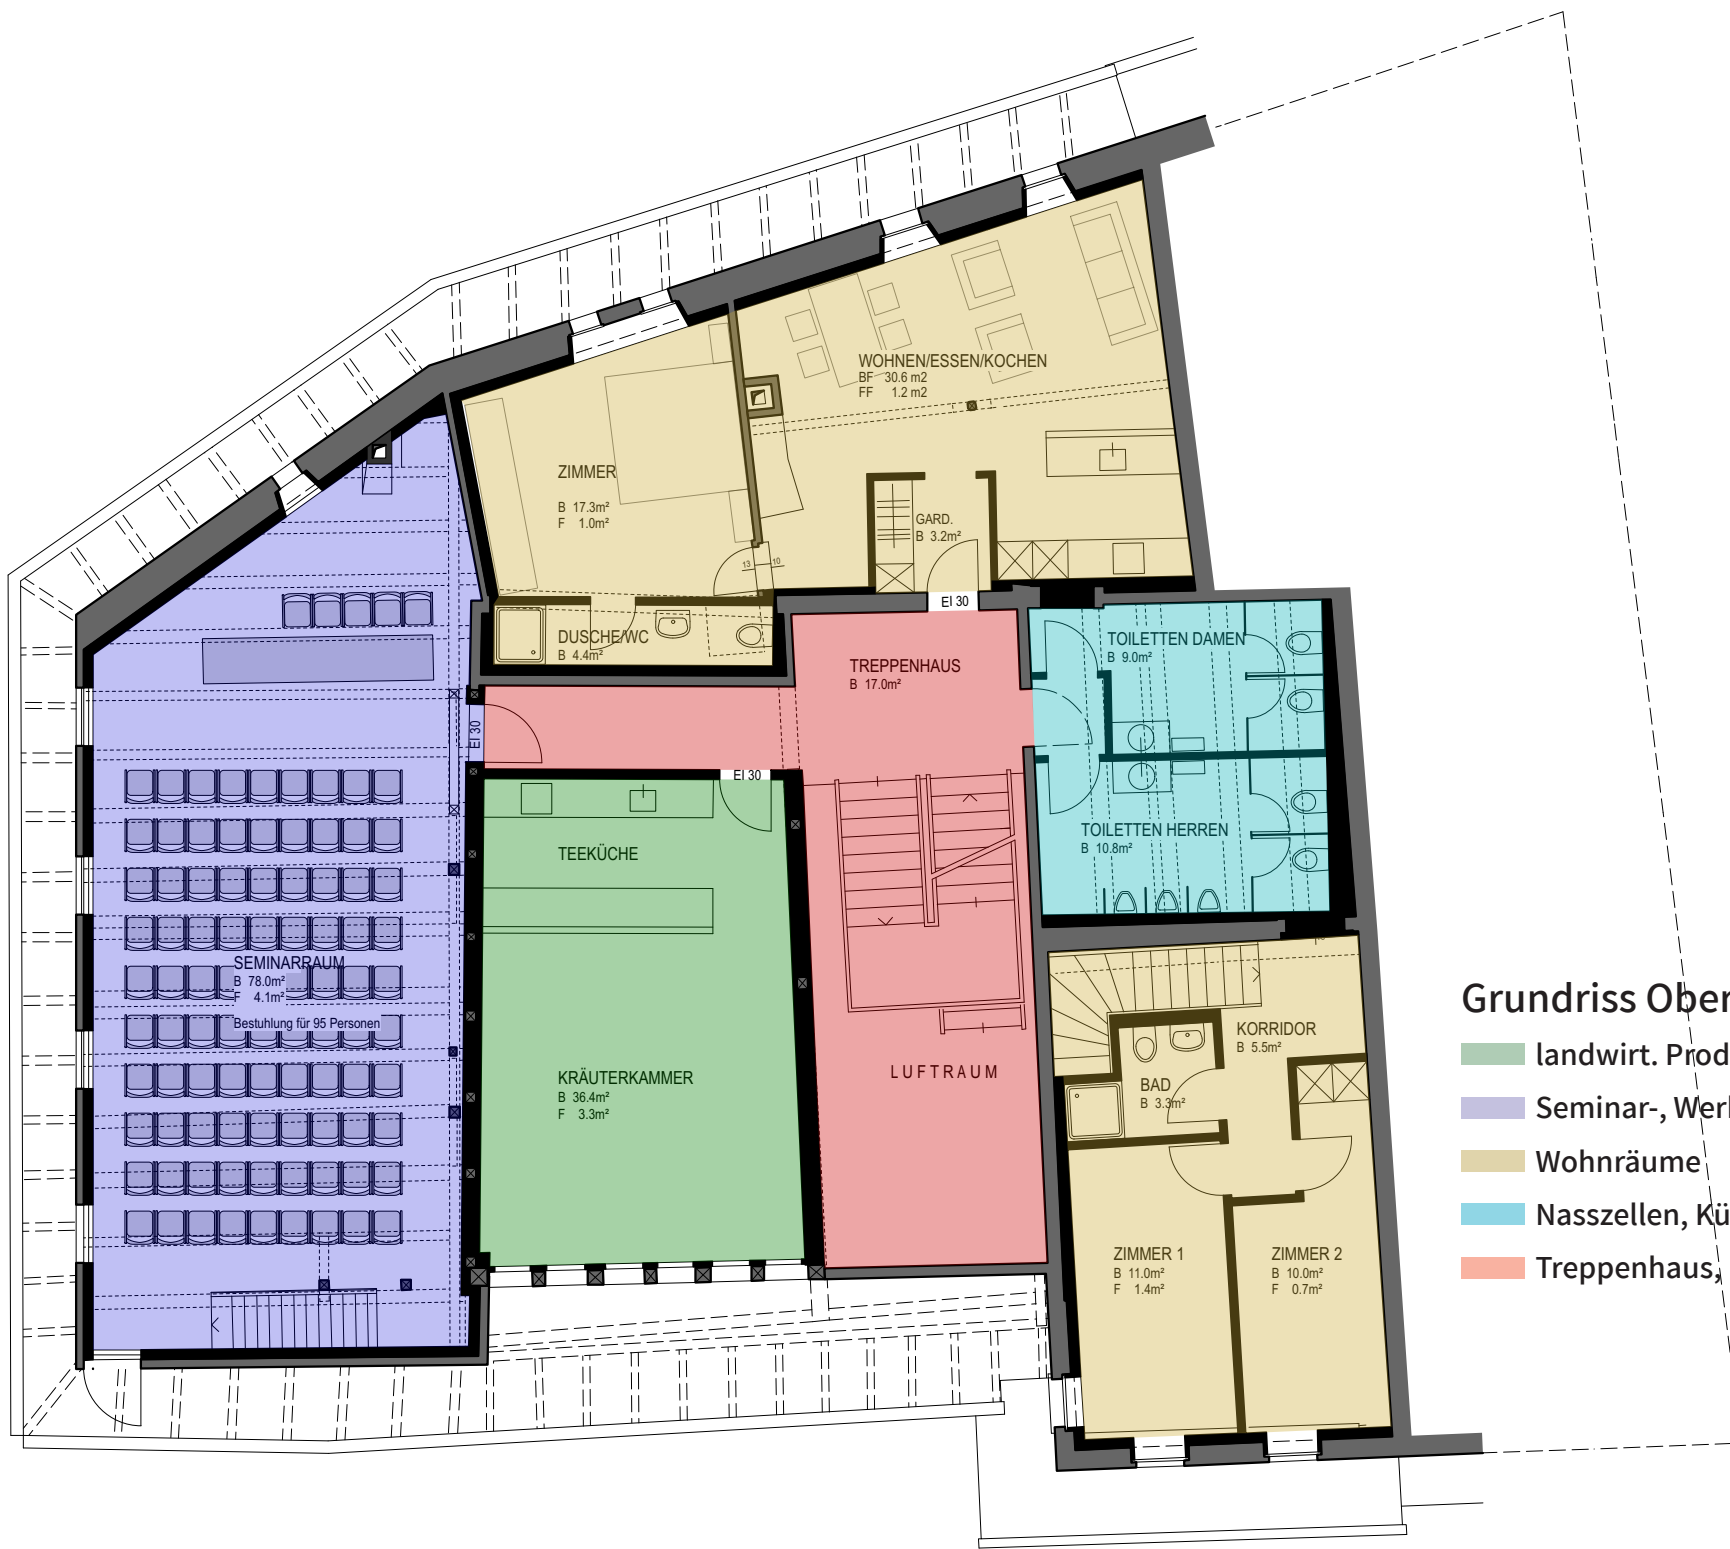 WOHNEN/ESSEN/KOCHEN
BF 30.6 m2
FF 1.2 m2
ZIMMER
B 17.3m²
F 1.0m²
GARD.
B 3.2m²
13
10
EI 30
DUSCHE/WC
B 4.4m²
TREPPENHAUS
B 17.0m²
TOILETTEN DAMEN
B 9.0m²
EI 30
EI 30
TEEKÜCHE
TOILETTEN HERREN
B 10.8m²
SEMINARRAUM
B 78.0m²
F 4.1m²
Bestuhlung für 95 Personen
KRÄUTERKAMMER
B 36.4m²
F 3.3m²
LUFTRAUM
KORRIDOR
B 5.5m²
BAD
B 3.3m²
ZIMMER 1
B 11.0m²
F 1.4m²
ZIMMER 2
B 10.0m²
F 0.7m²
Grundriss Ober
landwirt. Prod
Seminar-, Wer
Wohnräume
Nasszellen, Kü
Treppenhaus,